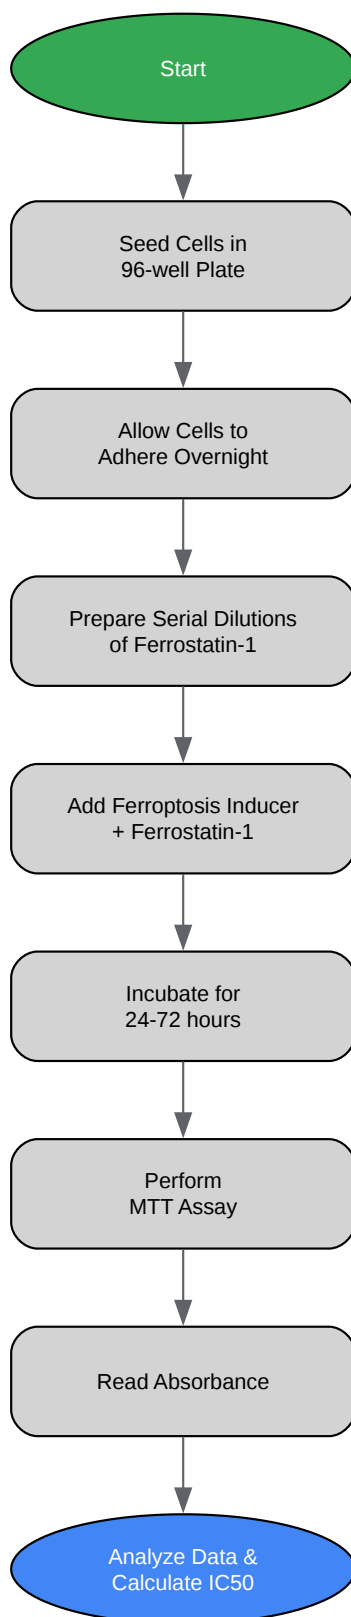 Start
Seed Cells in
96-well Plate
Allow Cells to
Adhere Overnight
Prepare Serial Dilutions
of Ferrostatin-1
Add Ferroptosis Inducer
+ Ferrostatin-1
Incubate for
24-72 hours
Perform
MTT Assay
Read Absorbance
Analyze Data &
Calculate IC50